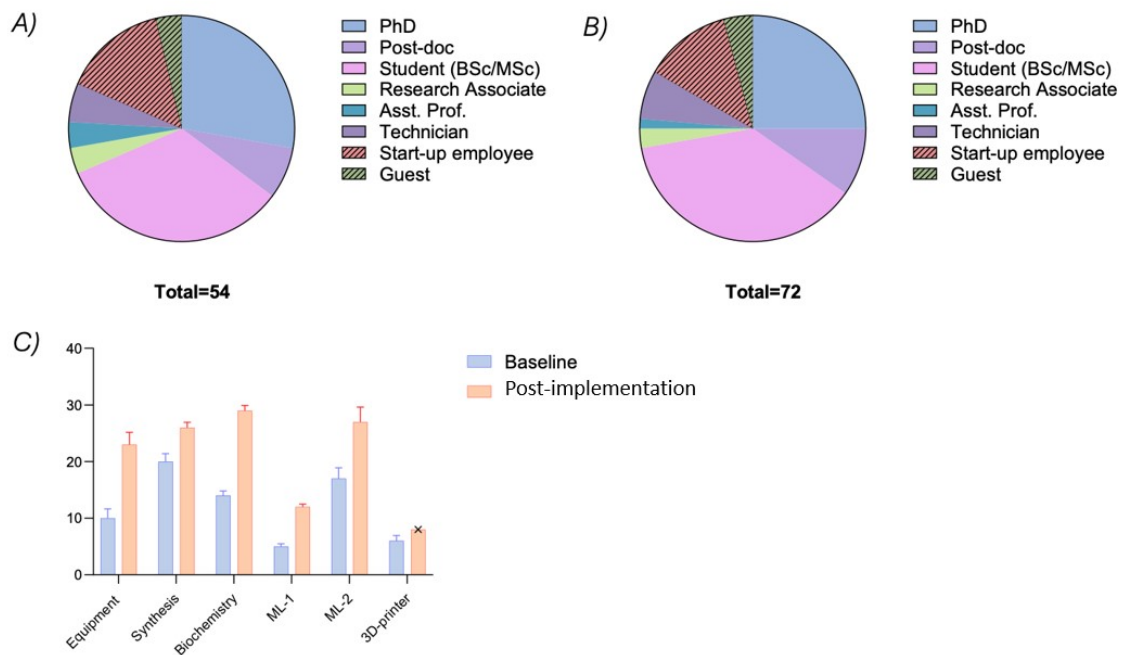 A)
PhD
Post-doc
Student (BSc/MSc)
Research Associate
Asst. Prof.
Technician
Start-up employee
Guest
Total=54
B)
PhD
Post-doc
Student (BSc/MSc)
Research Associate
Asst. Prof.
Technician
Start-up employee
Guest
Total=72
C)
40
30
20
10
0
Equipment
Synthesis
Biochemistry
ML-1
ML-2
3D-printer
Baseline
Post-implementation